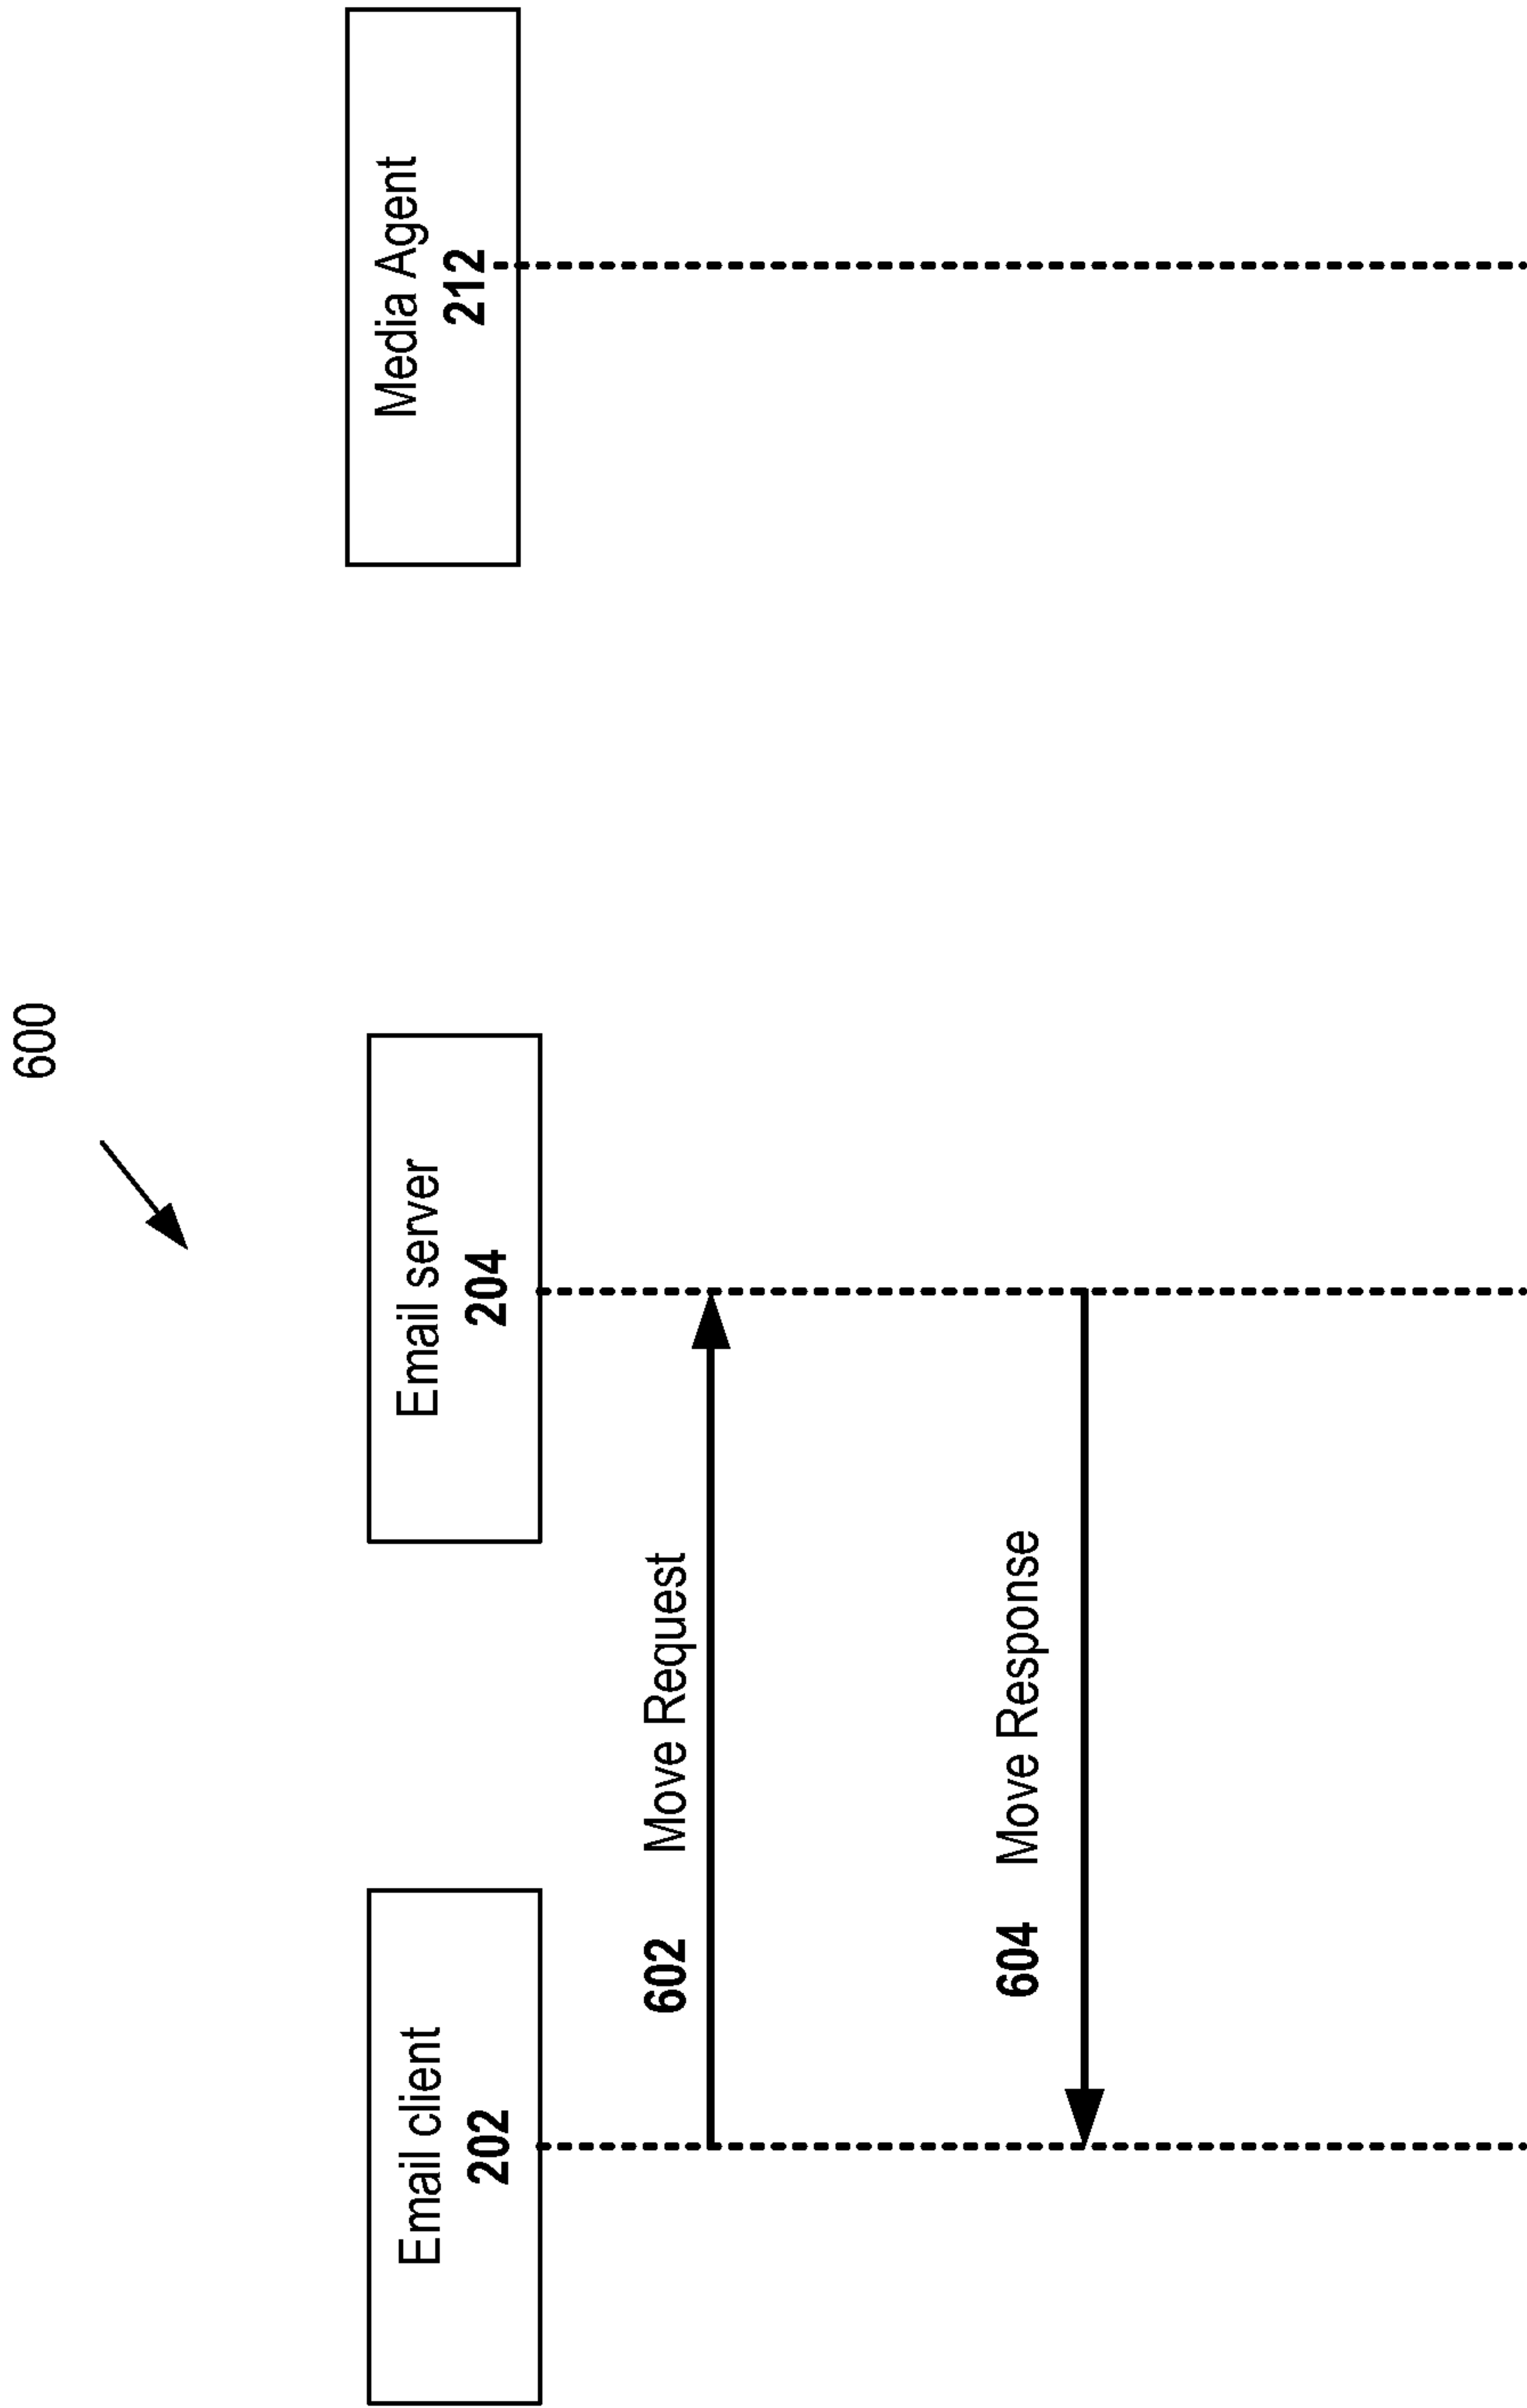 600
Email client
202
Email server
204
Media Agent
212
602 Move Request
604 Move Response